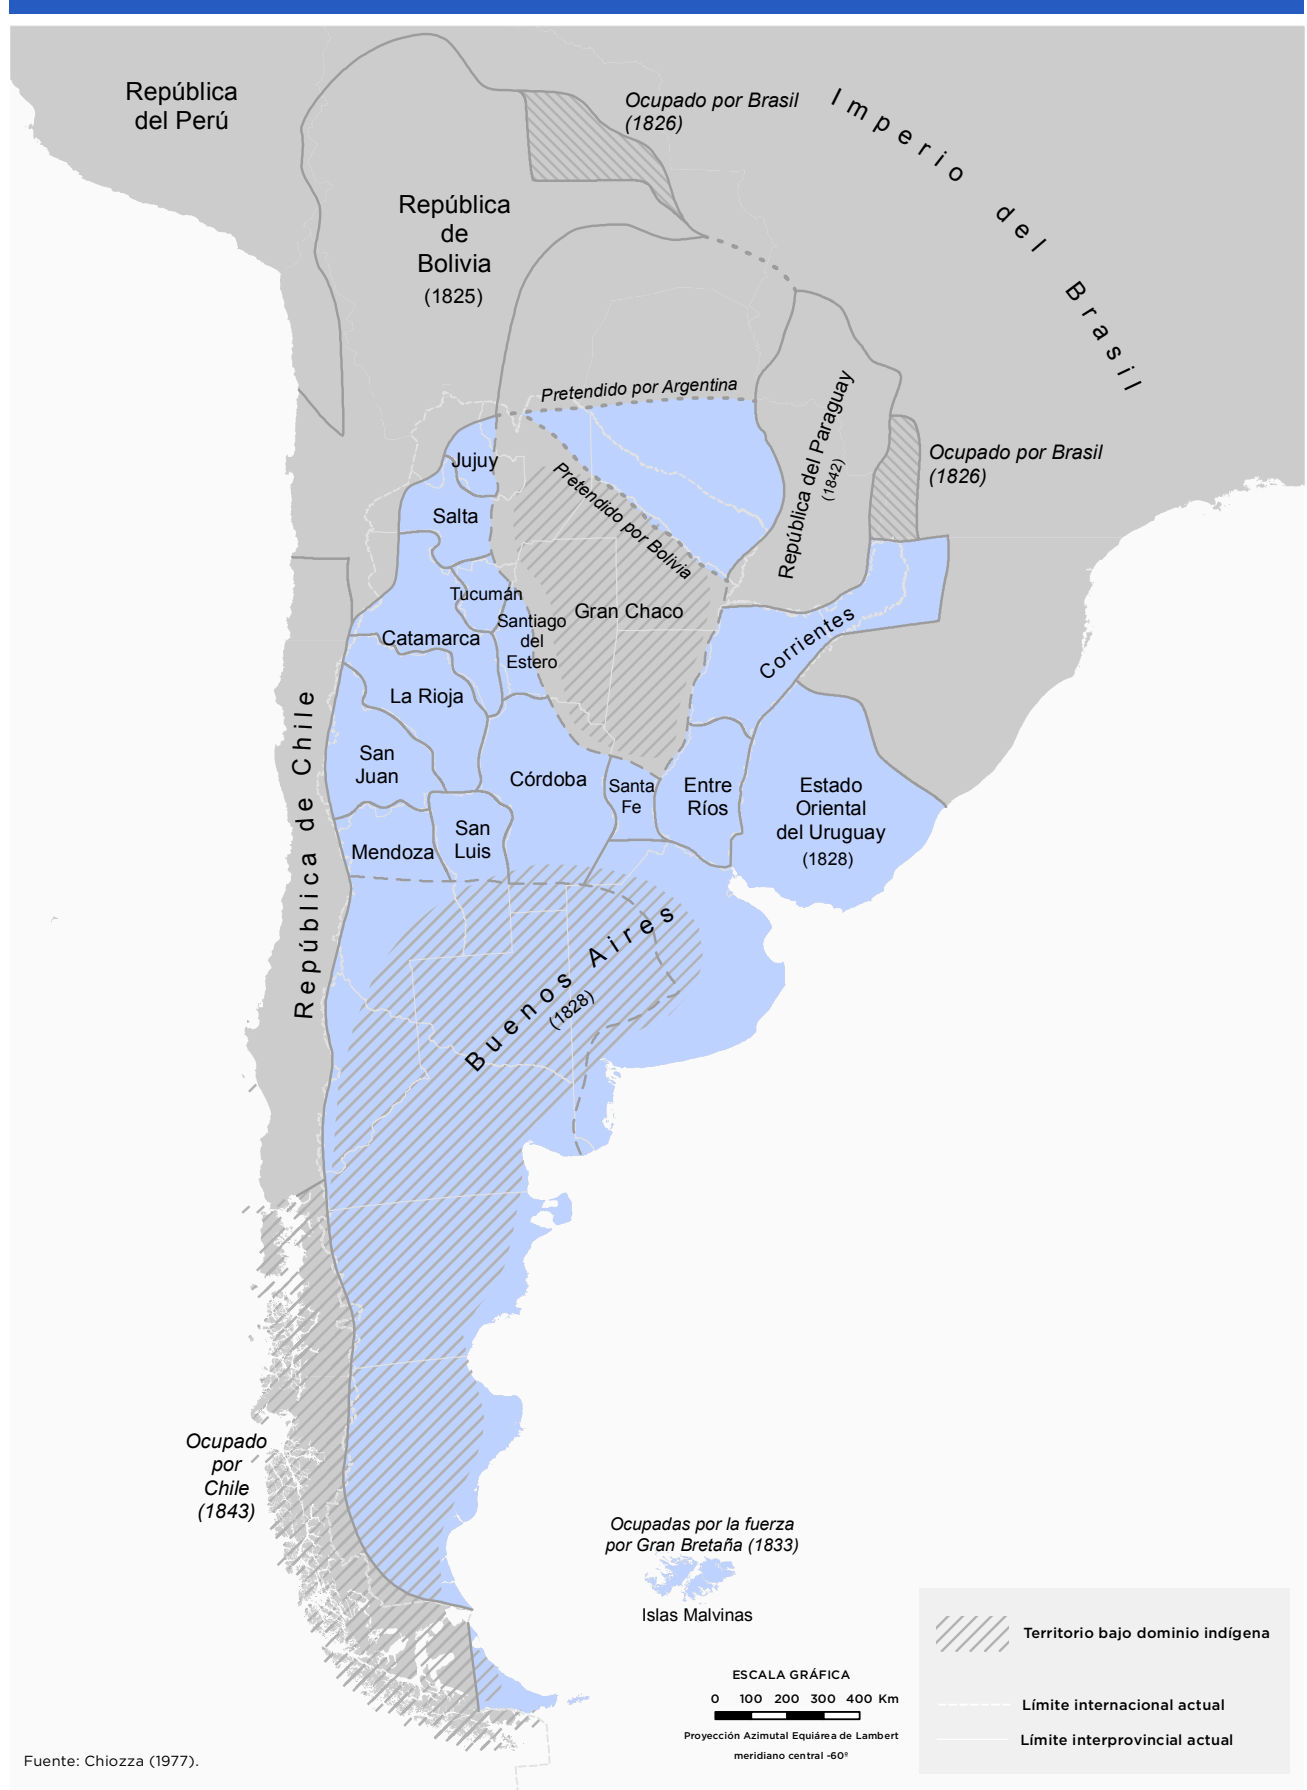 República
del Perú
Ocupado por Brasil
(1826)
Imperio del Brasil
República
de
Bolivia
(1825)
Pretendido por Argentina
República del Paraguay
(1842)
Ocupado por Brasil
(1826)
Jujuy
Pretendido por Bolivia
Salta
Tucumán
Gran Chaco
Santiago
del
Estero
Catamarca
Corrientes
La Rioja
República de Chile
San
Juan
Córdoba
Santa
Fe
Entre
Ríos
Estado
Oriental
del Uruguay
(1828)
San
Luis
Mendoza
Buenos Aires
(1828)
Ocupado
por
Chile
(1843)
Ocupadas por la fuerza
por Gran Bretaña (1833)
Islas Malvinas
Territorio bajo dominio indígena
Límite internacional actual
Límite interprovincial actual
ESCALA GRÁFICA
0 100 200 300 400 Km
Proyección Azimutal Equiárea de Lambert
meridiano central -60º
Fuente: Chiozza (1977).